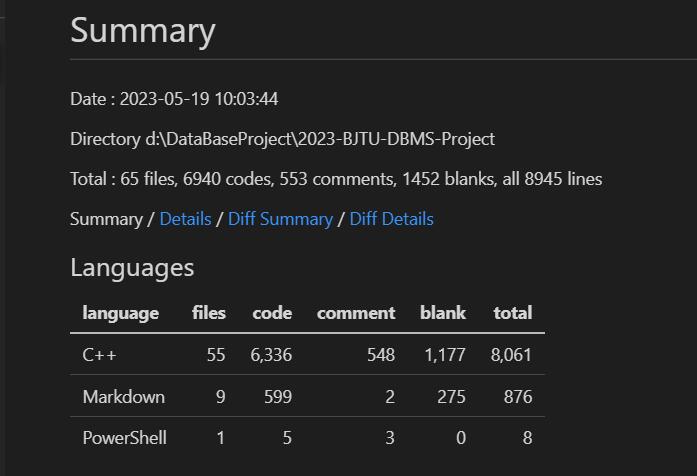 Summary
Date : 2023-05-19 10:03:44
Directory d:\DataBaseProject\2023-BJTU-DBMS-Project
Total : 65 files, 6940 codes, 553 comments, 1452 blanks, all 8945 lines
Summary / Details / Diff Summary / Diff Details
Languages
language files code comment blank total
C++ 55 6,336 548 1,177 8,061
Markdown 9 599 2 275 876
PowerShell 1 5 3 0 8